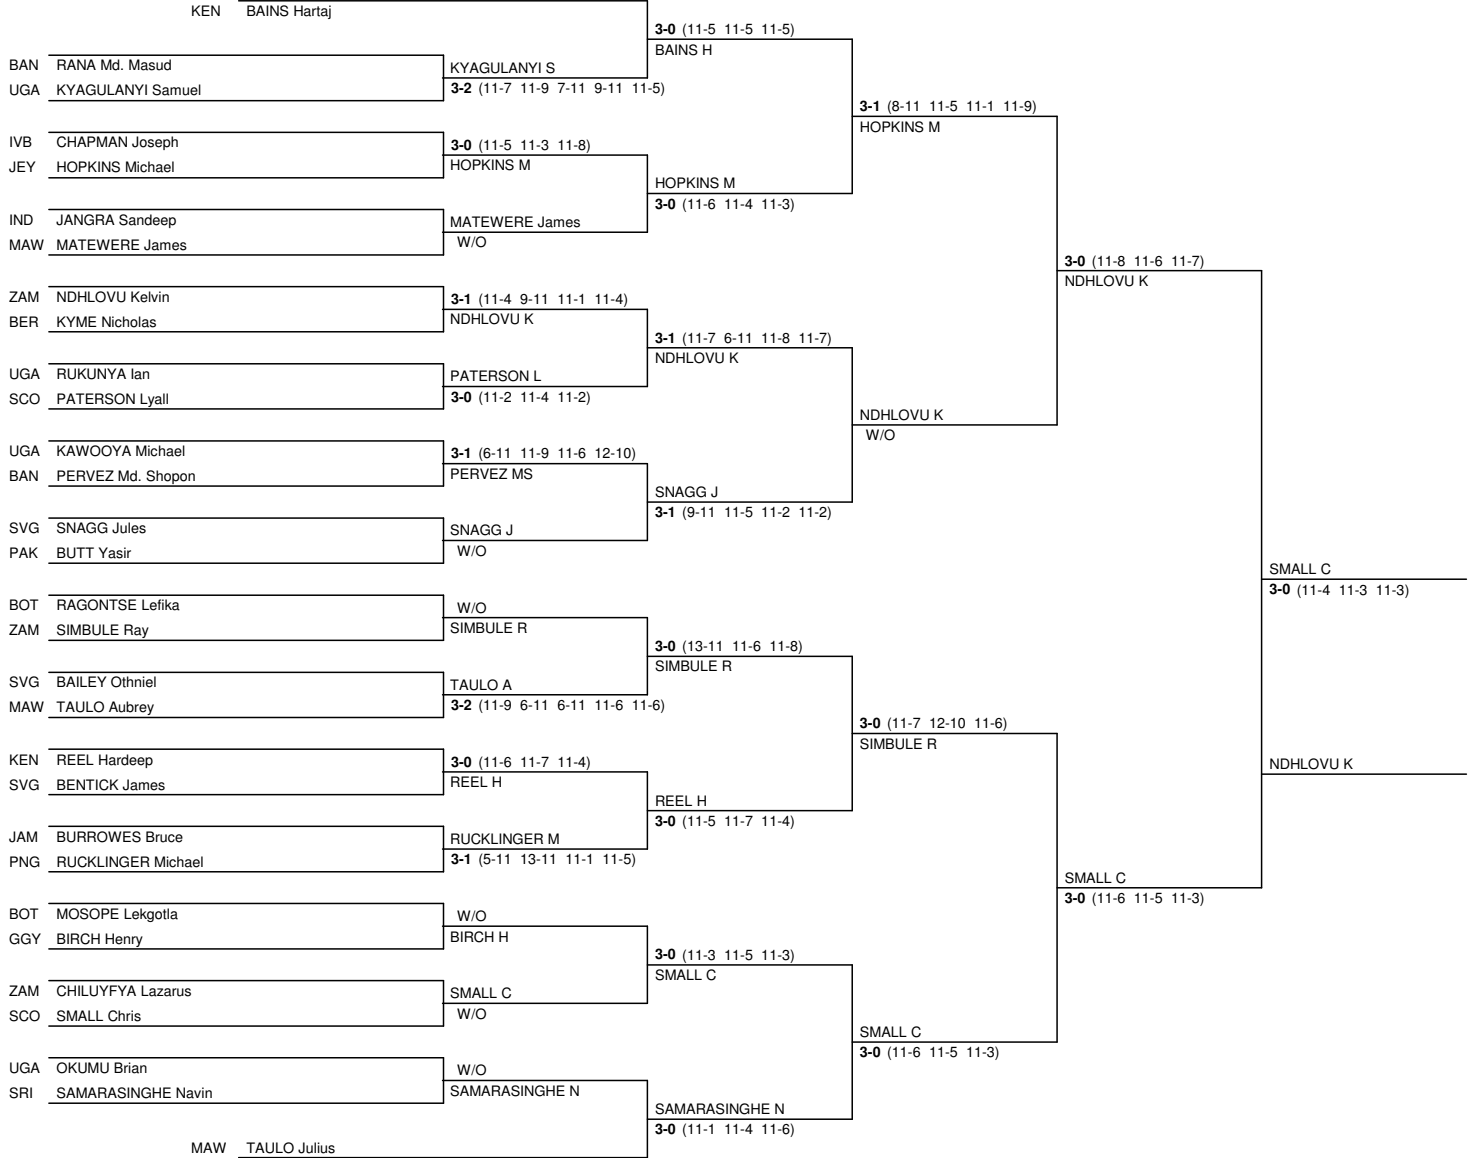 KEN BAINS Hartaj
3-0 (11-5 11-5 11-5)
BAINS H
BAN RANA Md. Masud
KYAGULANYI S
UGA KYAGULANYI Samuel
3-2 (11-7 11-9 7-11 9-11 11-5)
3-1 (8-11 11-5 11-1 11-9)
HOPKINS M
IVB CHAPMAN Joseph
3-0 (11-5 11-3 11-8)
JEY HOPKINS Michael
HOPKINS M
HOPKINS M
3-0 (11-6 11-4 11-3)
IND JANGRA Sandeep
MATEWERE James
MAW MATEWERE James
W/O
3-0 (11-8 11-6 11-7)
NDHLOVU K
ZAM NDHLOVU Kelvin
3-1 (11-4 9-11 11-1 11-4)
BER KYME Nicholas
NDHLOVU K
3-1 (11-7 6-11 11-8 11-7)
NDHLOVU K
UGA RUKUNYA Ian
PATERSON L
SCO PATERSON Lyall
3-0 (11-2 11-4 11-2)
NDHLOVU K
W/O
UGA KAWOOYA Michael
3-1 (6-11 11-9 11-6 12-10)
BAN PERVEZ Md. Shopon
PERVEZ MS
SNAGG J
3-1 (9-11 11-5 11-2 11-2)
SVG SNAGG Jules
SNAGG J
PAK BUTT Yasir
W/O
SMALL C
3-0 (11-4 11-3 11-3)
BOT RAGONTSE Lefika
W/O
ZAM SIMBULE Ray
SIMBULE R
3-0 (13-11 11-6 11-8)
SIMBULE R
SVG BAILEY Othniel
TAULO A
MAW TAULO Aubrey
3-2 (11-9 6-11 6-11 11-6 11-6)
3-0 (11-7 12-10 11-6)
SIMBULE R
KEN REEL Hardeep
3-0 (11-6 11-7 11-4)
NDHLOVU K
SVG BENTICK James
REEL H
REEL H
3-0 (11-5 11-7 11-4)
JAM BURROWES Bruce
RUCKLINGER M
PNG RUCKLINGER Michael
3-1 (5-11 13-11 11-1 11-5)
SMALL C
3-0 (11-6 11-5 11-3)
BOT MOSOPE Lekgotla
W/O
GGY BIRCH Henry
BIRCH H
3-0 (11-3 11-5 11-3)
SMALL C
ZAM CHILUYFYA Lazarus
SMALL C
SCO SMALL Chris
W/O
SMALL C
3-0 (11-6 11-5 11-3)
UGA OKUMU Brian
W/O
SRI SAMARASINGHE Navin
SAMARASINGHE N
SAMARASINGHE N
3-0 (11-1 11-4 11-6)
MAW TAULO Julius